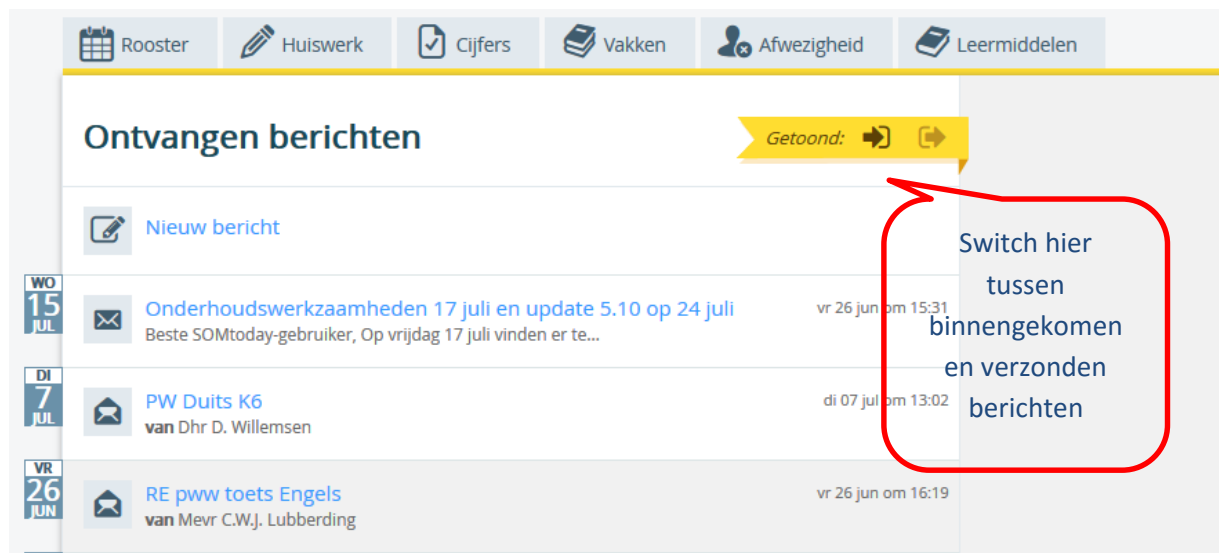 Rooster Huiswerk Cijfers Vakken Afwezigheid Leermiddelen
Ontvangen berichten
Getoond:
Nieuw bericht
WO
15
JUL
Onderhoudswerkzaamheden 17 juli en update 5.10 op 24 juli
vr 26 jun om 15:31
Beste SOMtoday-gebruiker, Op vrijdag 17 juli vinden er te...
DI
7
JUL
PW Duits K6
di 07 jul om 13:02
van Dhr D. Willemsen
VR
26
JUN
RE pww toets Engels
vr 26 jun om 16:19
van Mevr C.W.J. Lubberding
Switch hier
tussen
binnengekomen
en verzonden
berichten